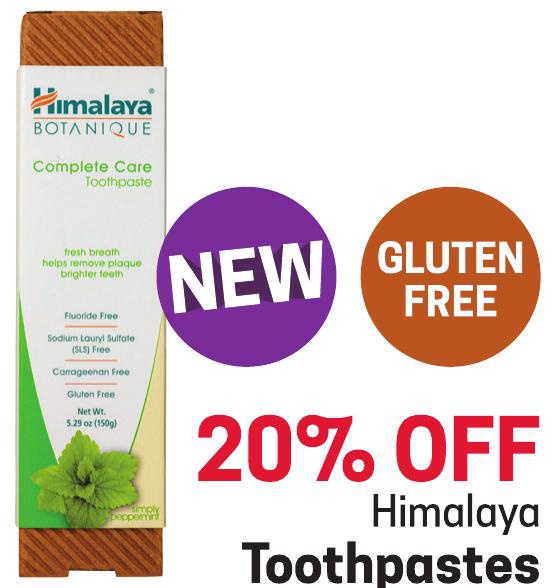 Himalaya®
BOTANIQUE
Complete Care
Toothpaste
fresh breath
helps remove plaque
brighter teeth
Fluoride Free
Sodium Lauryl Sulfate
(SLS) Free
Carrageenan Free
Gluten Free
Net Wt.
5.29 oz (150g)
simply
peppermint
NEW
GLUTEN
FREE
20% OFF
Himalaya
Toothpastes